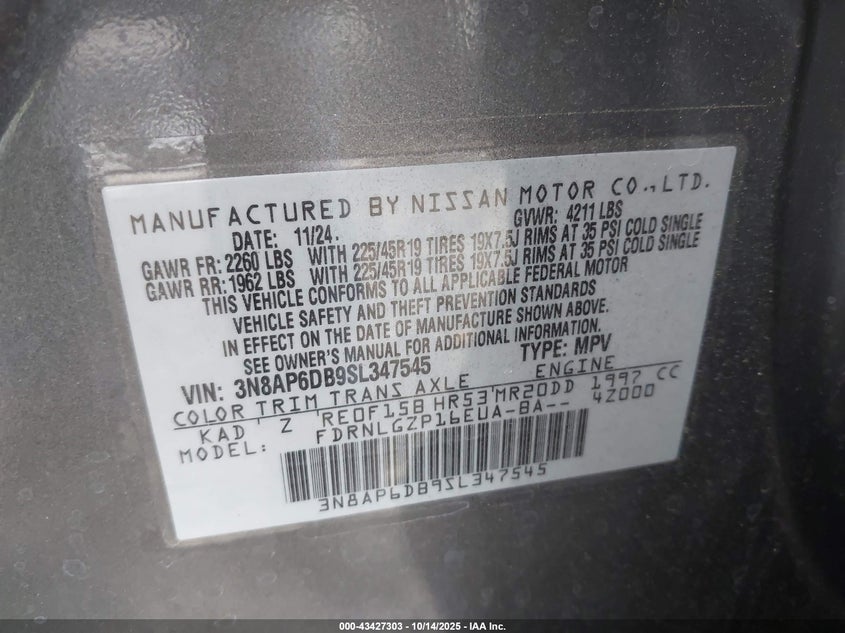 MANUFACTURED BY NISSAN MOTOR CO.,LTD.
DATE: 11/24. GVWR: 4211 LBS
GAWR FR: 2260 LBS WITH 225/45R19 TIRES 19X7.5J RIMS AT 35 PSI COLD SINGLE
GAWR RR: 1962 LBS WITH 225/45R19 TIRES 19X7.5J RIMS AT 35 PSI COLD SINGLE
THIS VEHICLE CONFORMS TO ALL APPLICABLE FEDERAL MOTOR
VEHICLE SAFETY AND THEFT PREVENTION STANDARDS
IN EFFECT ON THE DATE OF MANUFACTURE SHOWN ABOVE.
SEE OWNER'S MANUAL FOR ADDITIONAL INFORMATION.
VIN: 3N8AP6DB9SL347545 TYPE: MPV
COLOR TRIM TRANS AXLE ENGINE
KAD Z RE0F15B HR53 MR20DD 1997 CC
MODEL: FDRNLGZP16EUA-BA-- 4Z000
3N8AP6DB9SL347545
000-43427303 | 10/14/2025 - IAA Inc.